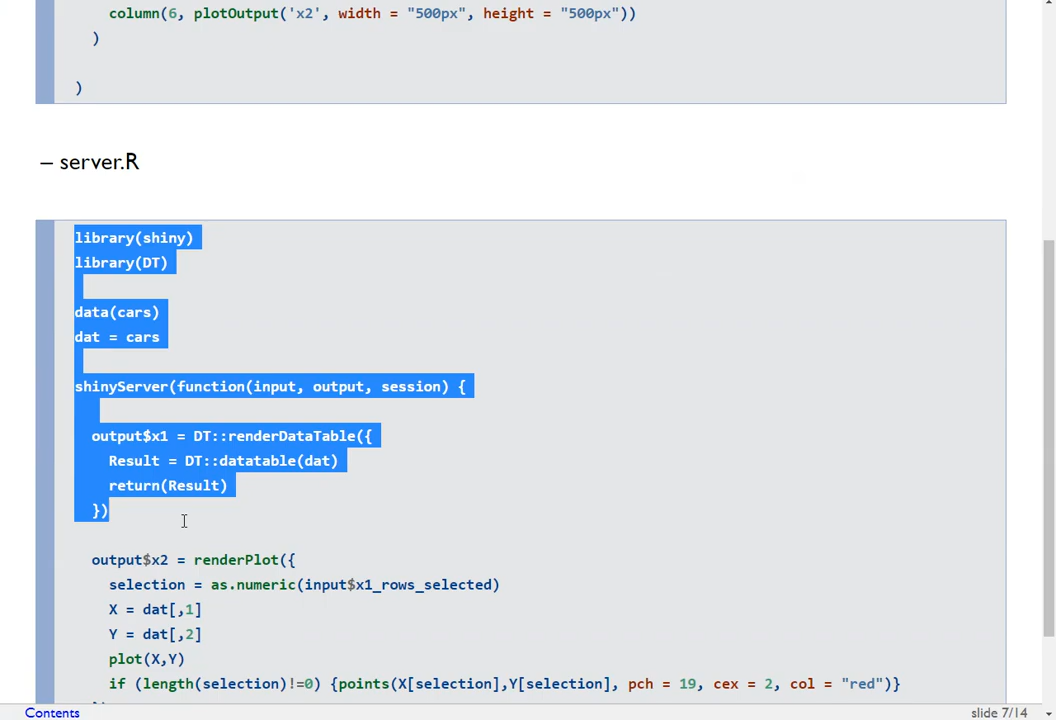 column(6, plotOutput('x2', width = "500px", height = "500px"))
)
)
– server.R
library(shiny)
library(DT)
data(cars)
dat = cars
shinyServer(function(input, output, session) {
output$x1 = DT::renderDataTable({
Result = DT::datatable(dat)
return(Result)
})
output$x2 = renderPlot({
selection = as.numeric(input$x1_rows_selected)
X = dat[,1]
Y = dat[,2]
plot(X,Y)
if (length(selection)!=0) {points(X[selection],Y[selection], pch = 19, cex = 2, col = "red")}
Contents
slide 7/14